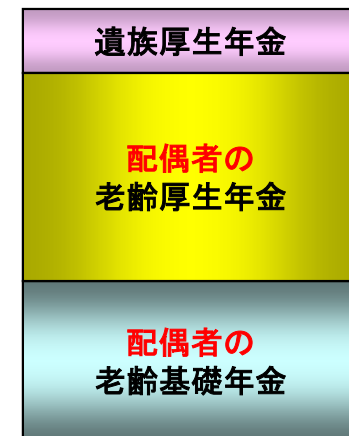 遺族厚生年金
配偶者の
老齢厚生年金
配偶者の
老齢基礎年金